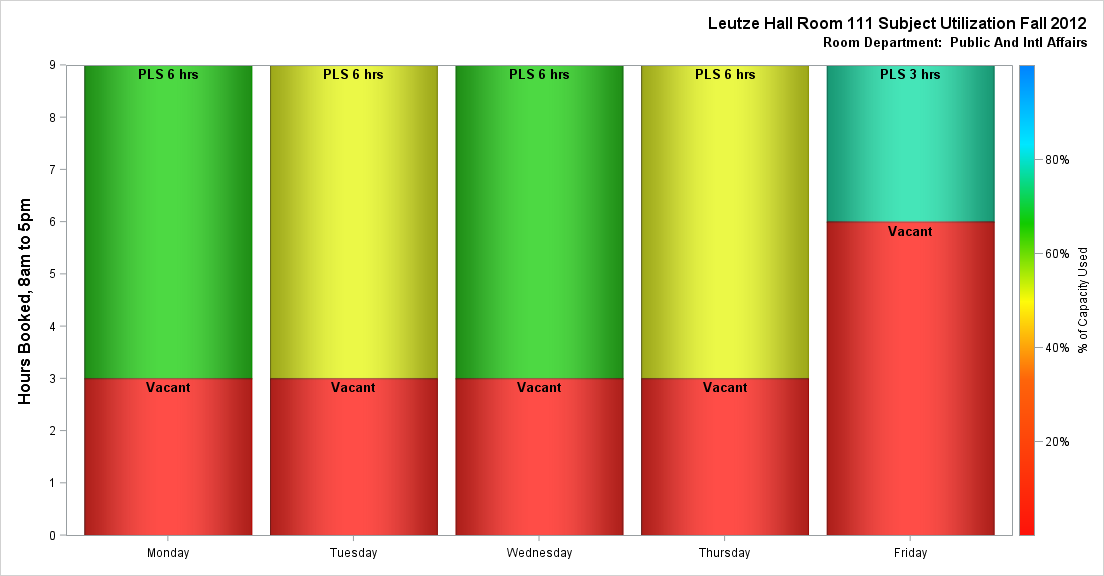 Leutze Hall Room 111 Subject Utilization Fall 2012
Room Department:  Public And Intl Affairs
Hours Booked, 8am to 5pm
9
8
7
6
5
4
3
2
1
0
PLS 6 hrs
PLS 6 hrs
PLS 6 hrs
PLS 6 hrs
PLS 3 hrs
Vacant
Vacant
Vacant
Vacant
Vacant
Monday
Tuesday
Wednesday
Thursday
Friday
80%
60%
40%
20%
% of Capacity Used